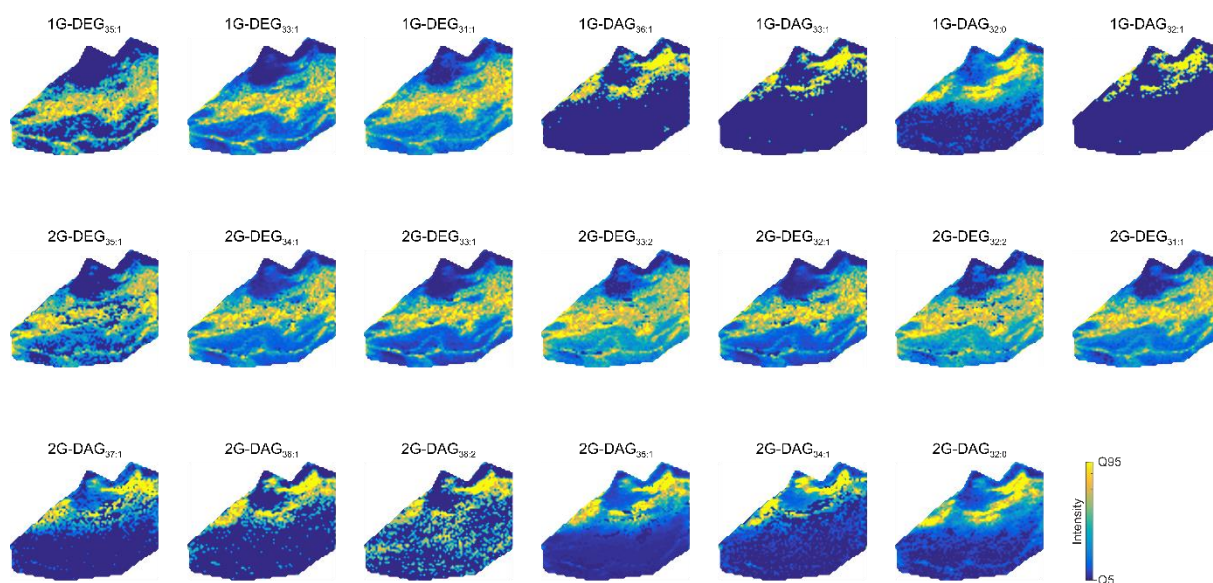 1G-DEG35:1 1G-DEG33:1 1G-DEG31:1 1G-DAG36:1 1G-DAG33:1 1G-DAG32:0 1G-DAG32:1
2G-DEG35:1 2G-DEG34:1 2G-DEG33:1 2G-DEG33:2 2G-DEG32:1 2G-DEG32:2 2G-DEG31:1
2G-DAG37:1 2G-DAG36:1 2G-DAG36:2 2G-DAG35:1 2G-DAG34:1 2G-DAG32:0
Q95
Intensity
Q5